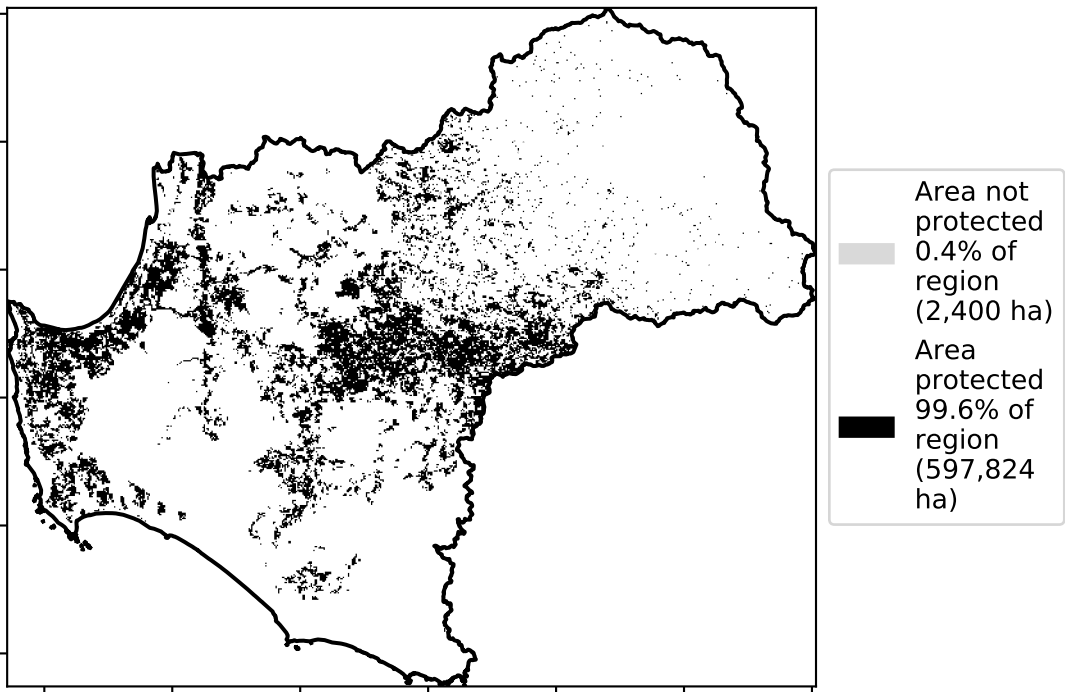 Area not
protected
0.4% of
region
(2,400 ha)
Area
protected
99.6% of
region
(597,824
ha)